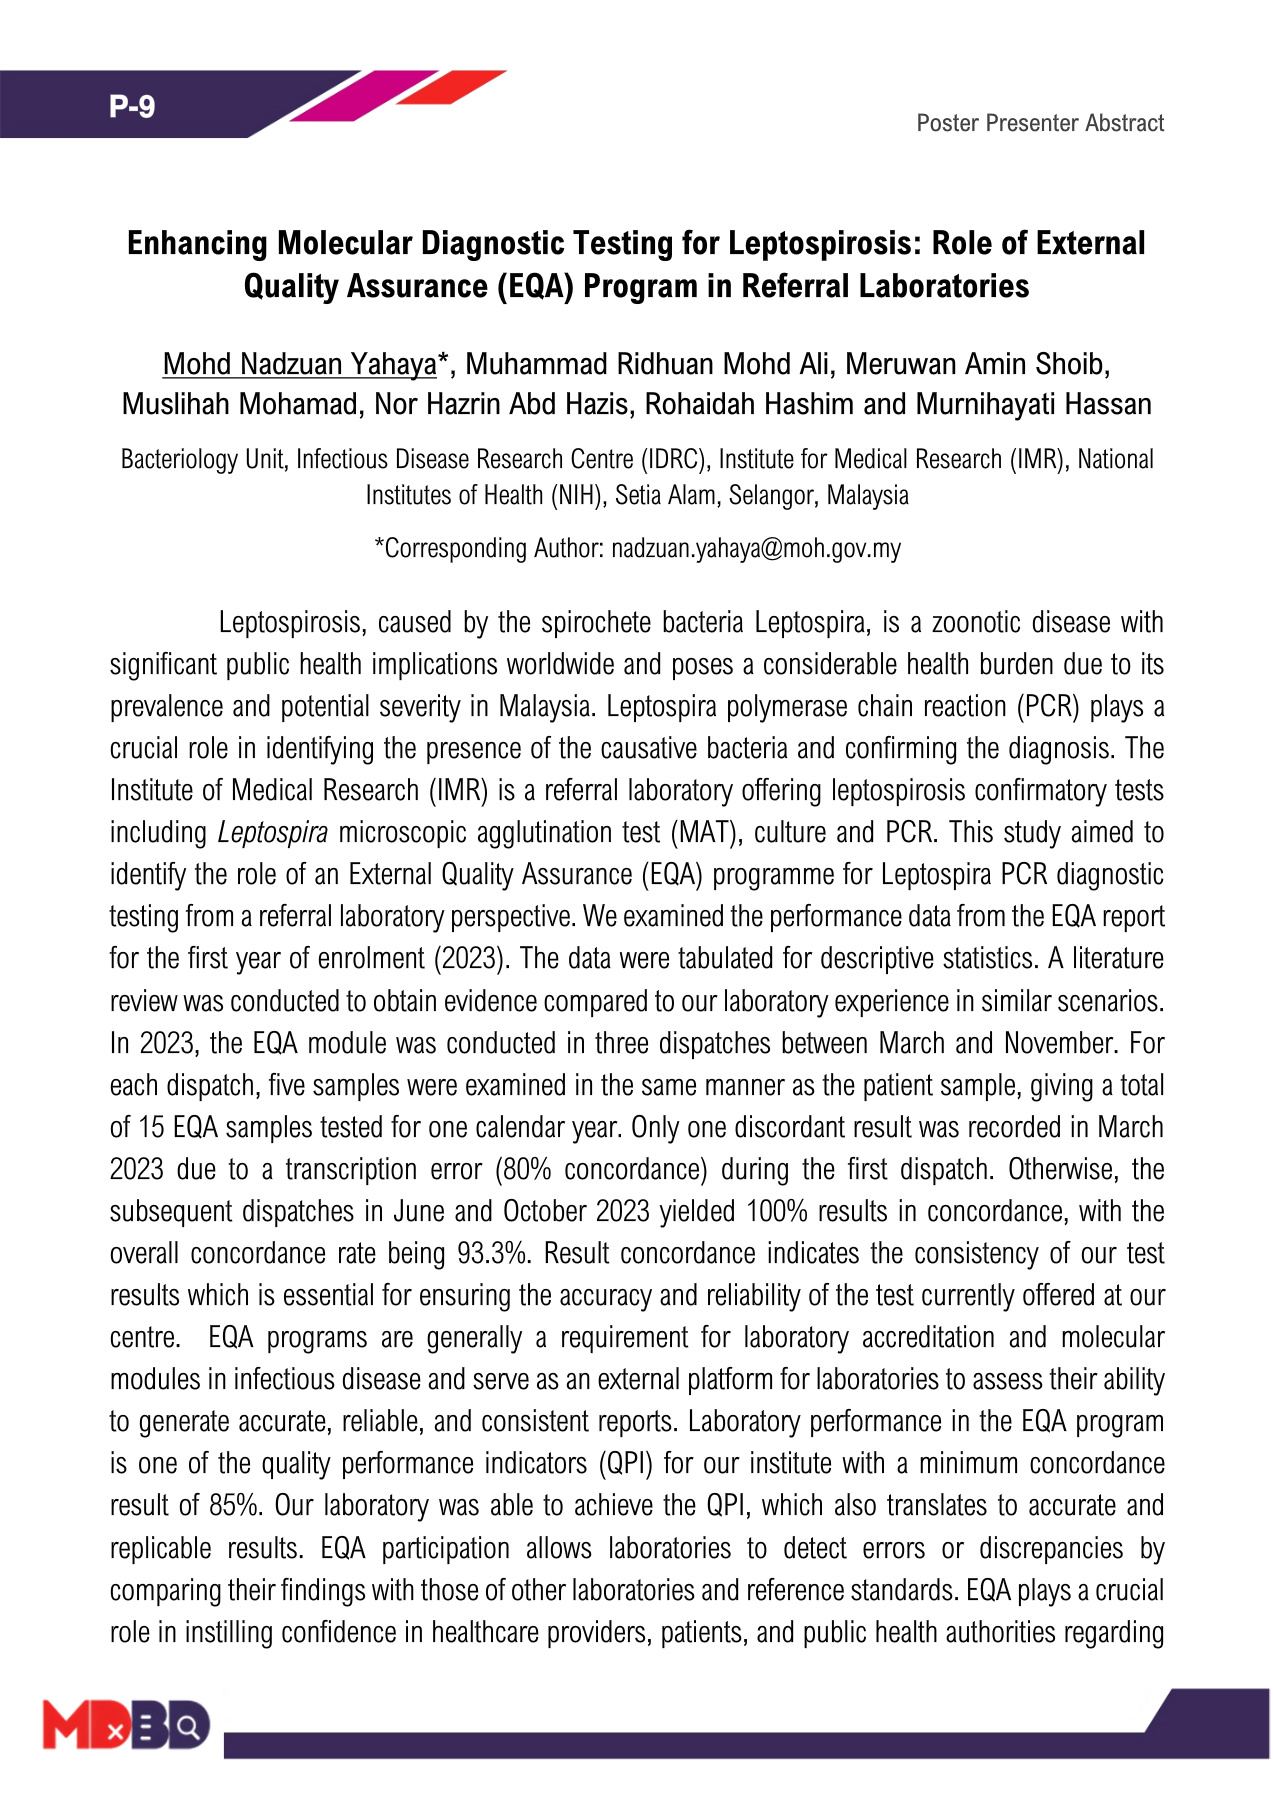 P-9
Poster Presenter Abstract
Enhancing Molecular Diagnostic Testing for Leptospirosis: Role of External
Quality Assurance (EQA) Program in Referral Laboratories
Mohd Nadzuan Yahaya*, Muhammad Ridhuan Mohd Ali, Meruwan Amin Shoib,
Muslihah Mohamad, Nor Hazrin Abd Hazis, Rohaidah Hashim and Murnihayati Hassan
Bacteriology Unit, Infectious Disease Research Centre (IDRC), Institute for Medical Research (IMR), National
Institutes of Health (NIH), Setia Alam, Selangor, Malaysia
*Corresponding Author: nadzuan.yahaya@moh.gov.my
Leptospirosis, caused by the spirochete bacteria Leptospira, is a zoonotic disease with
significant public health implications worldwide and poses a considerable health burden due to its
prevalence and potential severity in Malaysia. Leptospira polymerase chain reaction (PCR) plays a
crucial role in identifying the presence of the causative bacteria and confirming the diagnosis. The
Institute of Medical Research (IMR) is a referral laboratory offering leptospirosis confirmatory tests
including Leptospira microscopic agglutination test (MAT), culture and PCR. This study aimed to
identify the role of an External Quality Assurance (EQA) programme for Leptospira PCR diagnostic
testing from a referral laboratory perspective. We examined the performance data from the EQA report
for the first year of enrolment (2023). The data were tabulated for descriptive statistics. A literature
review was conducted to obtain evidence compared to our laboratory experience in similar scenarios.
In 2023, the EQA module was conducted in three dispatches between March and November. For
each dispatch, five samples were examined in the same manner as the patient sample, giving a total
of 15 EQA samples tested for one calendar year. Only one discordant result was recorded in March
2023 due to a transcription error (80% concordance) during the first dispatch. Otherwise, the
subsequent dispatches in June and October 2023 yielded 100% results in concordance, with the
overall concordance rate being 93.3%. Result concordance indicates the consistency of our test
results which is essential for ensuring the accuracy and reliability of the test currently offered at our
centre. EQA programs are generally a requirement for laboratory accreditation and molecular
modules in infectious disease and serve as an external platform for laboratories to assess their ability
to generate accurate, reliable, and consistent reports. Laboratory performance in the EQA program
is one of the quality performance indicators (QPI) for our institute with a minimum concordance
result of 85%. Our laboratory was able to achieve the QPI, which also translates to accurate and
replicable results. EQA participation allows laboratories to detect errors or discrepancies by
comparing their findings with those of other laboratories and reference standards. EQA plays a crucial
role in instilling confidence in healthcare providers, patients, and public health authorities regarding
MDxBD